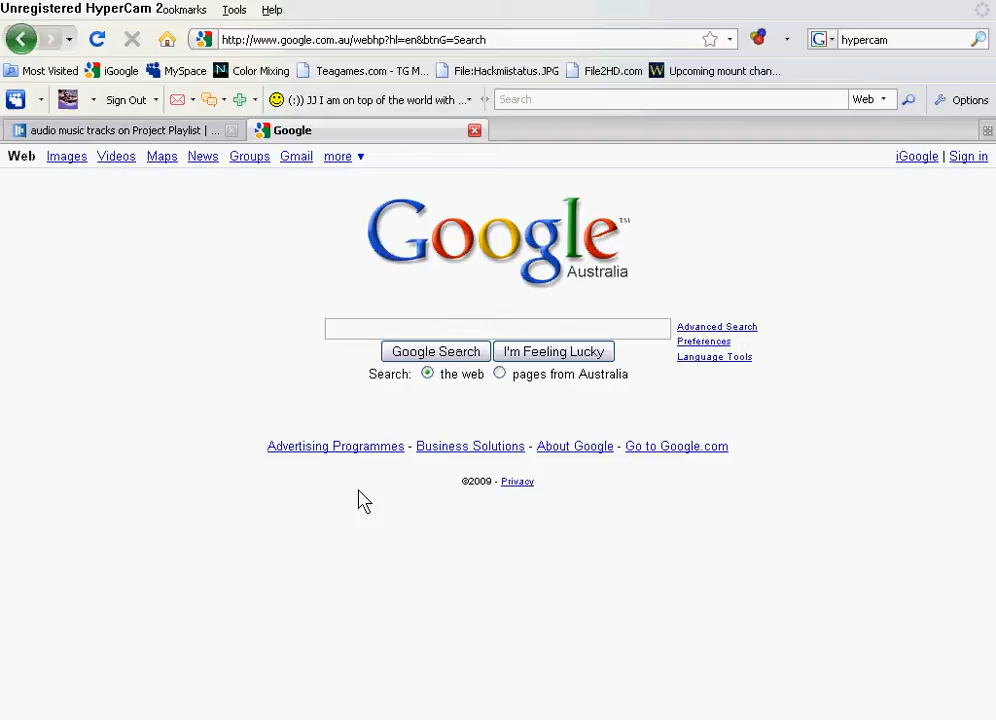 Unregistered HyperCam 2ookmarks Tools Help
http://www.google.com.au/webhp?hl=en&btnG=Search hypercam
Most Visited iGoogle MySpace Color Mixing Teagames.com - TG M... File:Hackmiistatus.JPG File2HD.com Upcoming mount chan...
Sign Out (:)) JJ I am on top of the world with ... Search Web Options
audio music tracks on Project Playlist | ... Google
Web Images Videos Maps News Groups Gmail more ▼ iGoogle | Sign in
Google™
Australia
Advanced Search
Preferences
Language Tools
Google Search I'm Feeling Lucky
Search: the web pages from Australia
Advertising Programmes - Business Solutions - About Google - Go to Google.com
©2009 - Privacy